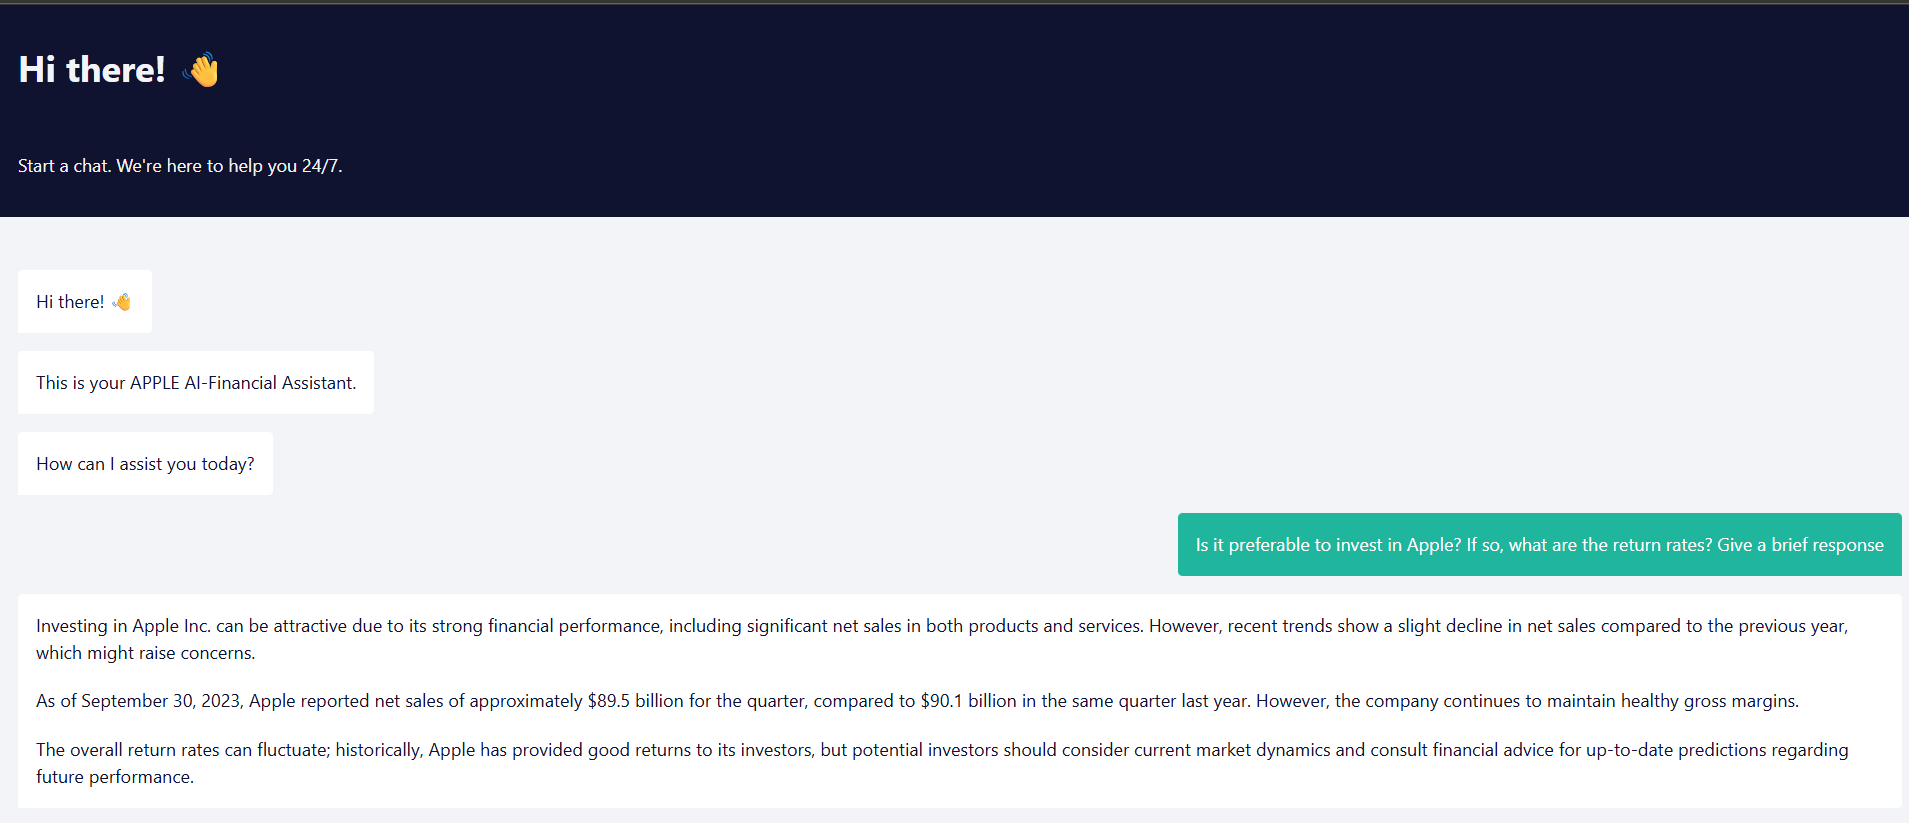 Hi there! 👋
Start a chat. We're here to help you 24/7.
Hi there! 👋
This is your APPLE AI-Financial Assistant.
How can I assist you today?
Is it preferable to invest in Apple? If so, what are the return rates? Give a brief response
Investing in Apple Inc. can be attractive due to its strong financial performance, including significant net sales in both products and services. However, recent trends show a slight decline in net sales compared to the previous year,
which might raise concerns.
As of September 30, 2023, Apple reported net sales of approximately $89.5 billion for the quarter, compared to $90.1 billion in the same quarter last year. However, the company continues to maintain healthy gross margins.
The overall return rates can fluctuate; historically, Apple has provided good returns to its investors, but potential investors should consider current market dynamics and consult financial advice for up-to-date predictions regarding
future performance.